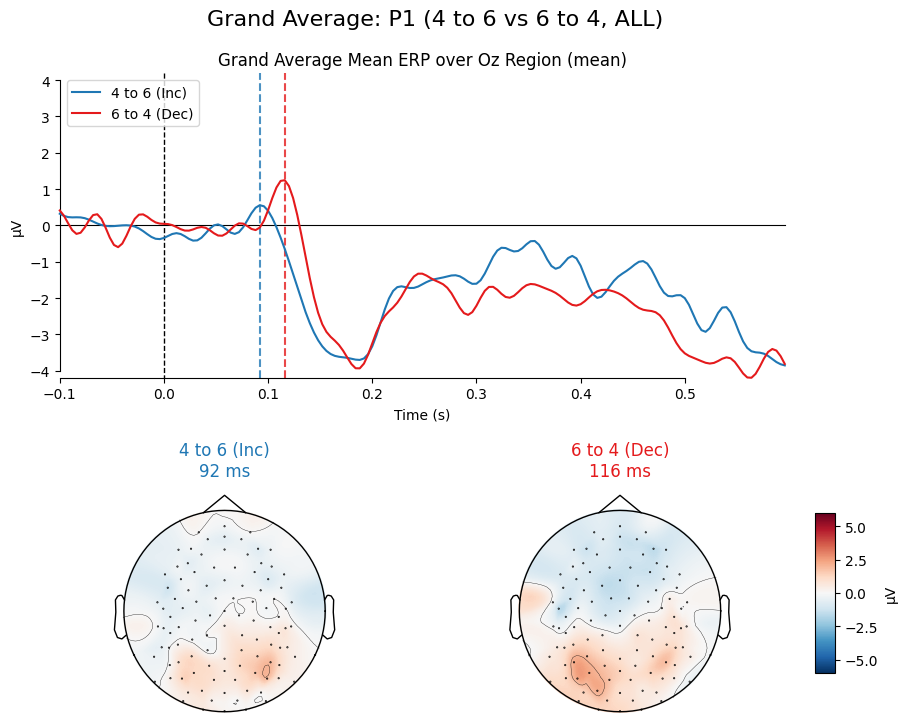 Grand Average: P1 (4 to 6 vs 6 to 4, ALL)
Grand Average Mean ERP over Oz Region (mean)
4 to 6 (Inc)
6 to 4 (Dec)
4
3
2
1
0
−1
−2
−3
−4
µV
−0.1 0.0 0.1 0.2 0.3 0.4 0.5
Time (s)
4 to 6 (Inc)
92 ms
6 to 4 (Dec)
116 ms
5.0
2.5
0.0
−2.5
−5.0
µV